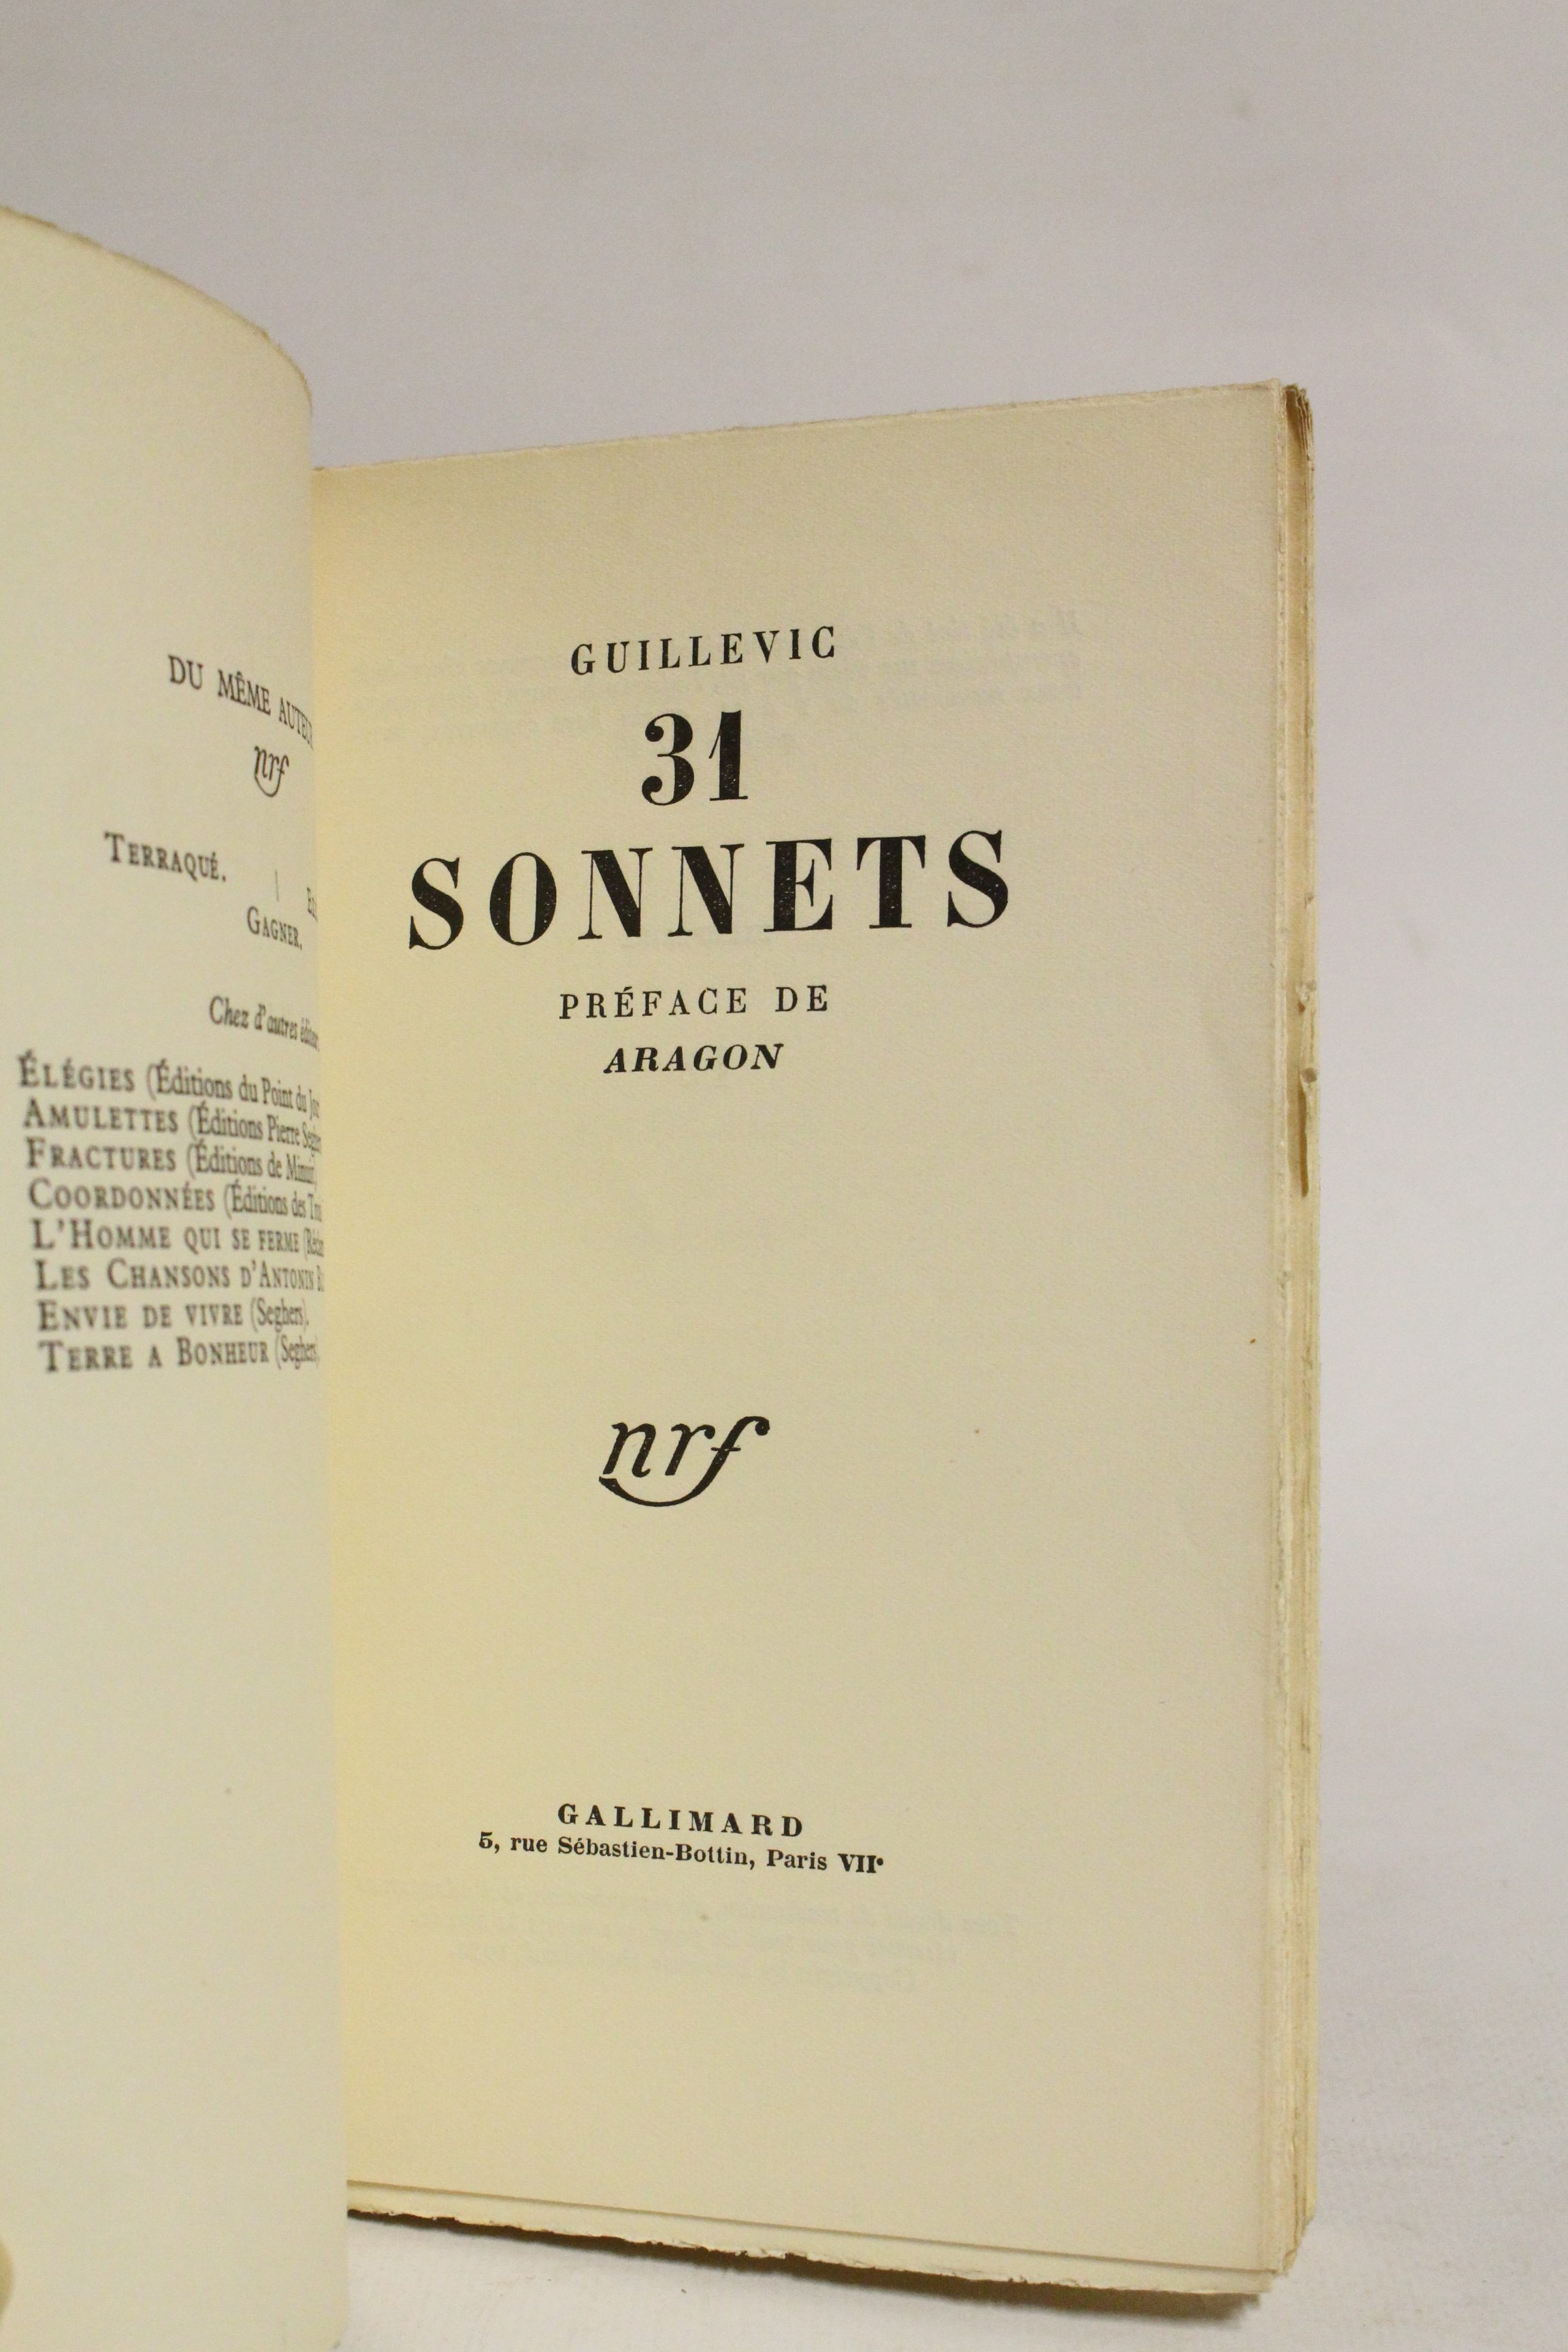 DU MÊME
nrf
TERRAQUÉ.
GAGNER.
Chez d'autres
ÉLÉGIES (Éditions du Point du
AMULETTES (Éditions Pierre
FRACTURES (Éditions de
COORDONNÉES (Éditions des
L'HOMME QUI SE FERME
LES CHANSONS D'ANTONIN
ENVIE DE VIVRE (Seghers).
TERRE A BONHEUR (Seghers)
GUILLEVIC
31
SONNETS
PRÉFACE DE
ARAGON
nrf
GALLIMARD
5, rue Sébastien-Bottin, Paris VIIᵉ